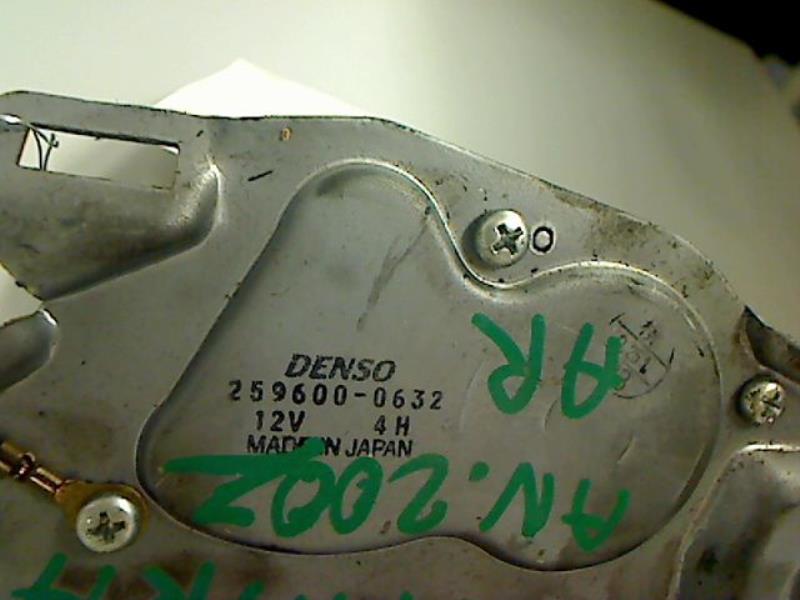 DENSO
259600-0632
12V 4H
MADE IN JAPAN
AR
AN.2002